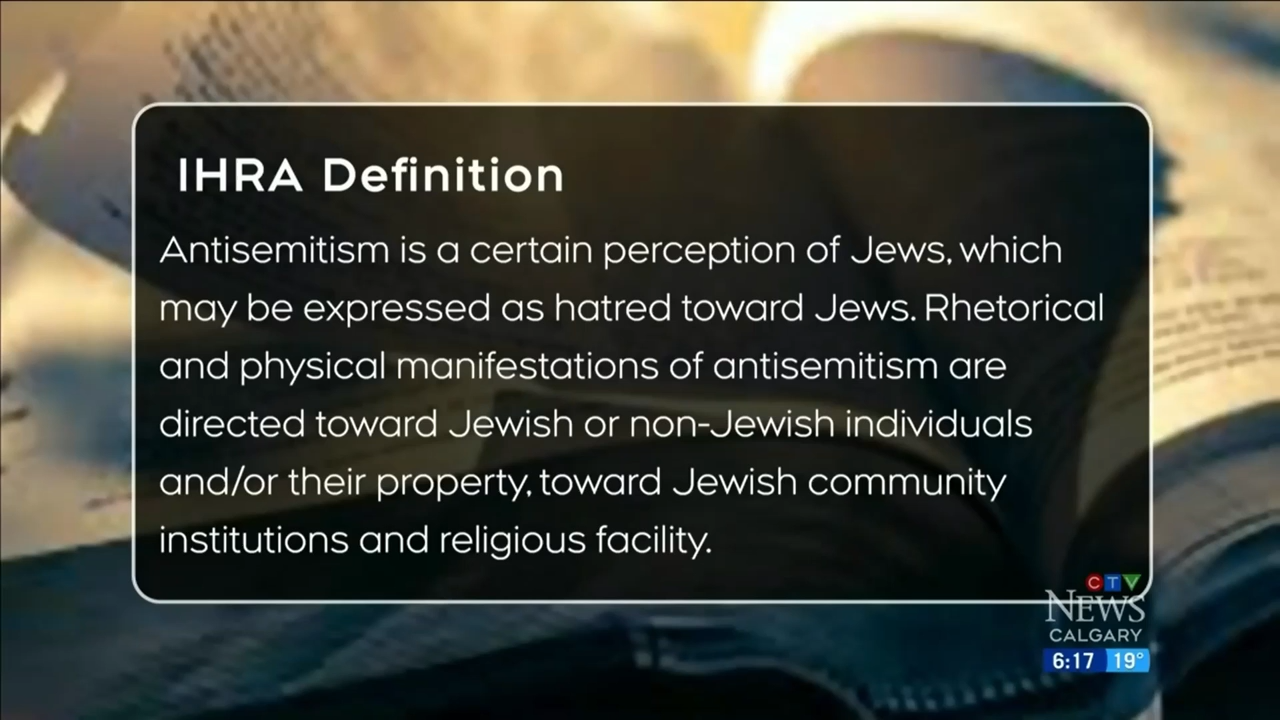 IHRA Definition
Antisemitism is a certain perception of Jews, which
may be expressed as hatred toward Jews. Rhetorical
and physical manifestations of antisemitism are
directed toward Jewish or non-Jewish individuals
and/or their property, toward Jewish community
institutions and religious facility.
CTV
NEWS
CALGARY
6:17 19°